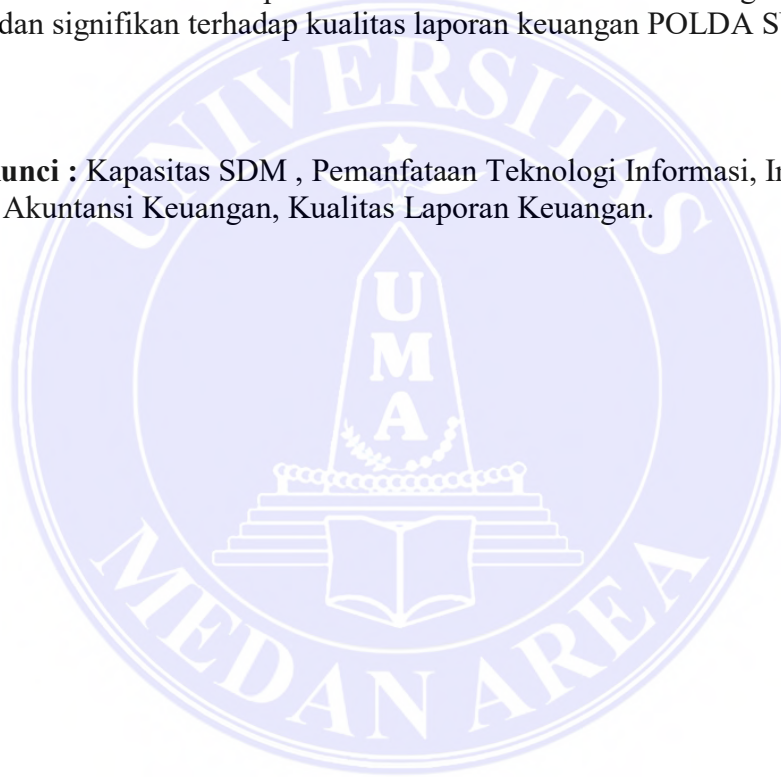 dan signifikan terhadap kualitas laporan keuangan POLDA S
unci : Kapasitas SDM , Pemanfataan Teknologi Informasi, I
Akuntansi Keuangan, Kualitas Laporan Keuangan.
UNIVERSITAS
U
M
A
MEDAN AREA